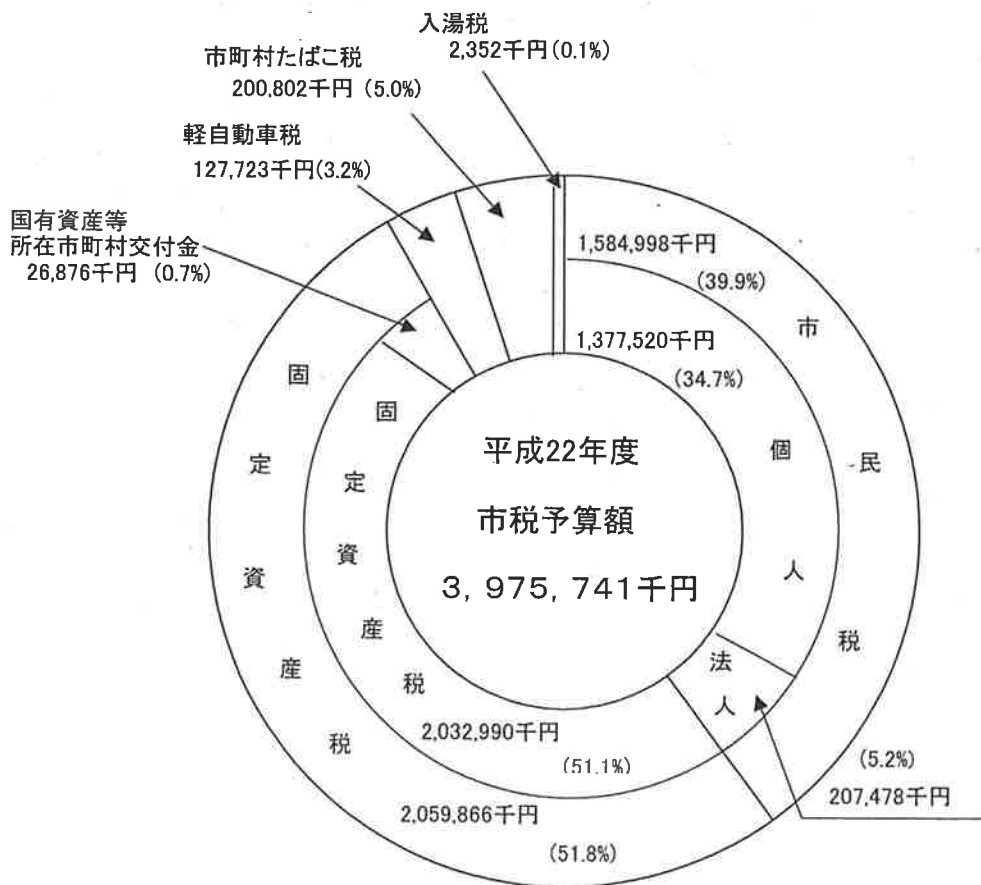 入湯税
2,352千円(0.1%)
市町村たばこ税
200,802千円 (5.0%)
軽自動車税
127,723千円(3.2%)
国有資産等
所在市町村交付金
26,876千円 (0.7%)
1,584,998千円
(39.9%)
市民税
1,377,520千円
(34.7%)
個人
法人
(5.2%)
207,478千円
平成22年度
市税予算額
3,975,741千円
固定資産税
2,032,990千円
(51.1%)
固定資産税
2,059,866千円
(51.8%)